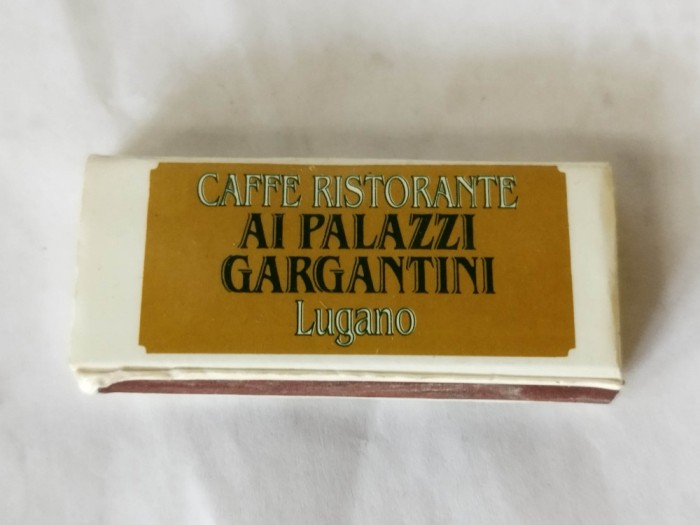 CAFFE RISTORANTE
AI PALAZZI
GARGANTINI
Lugano